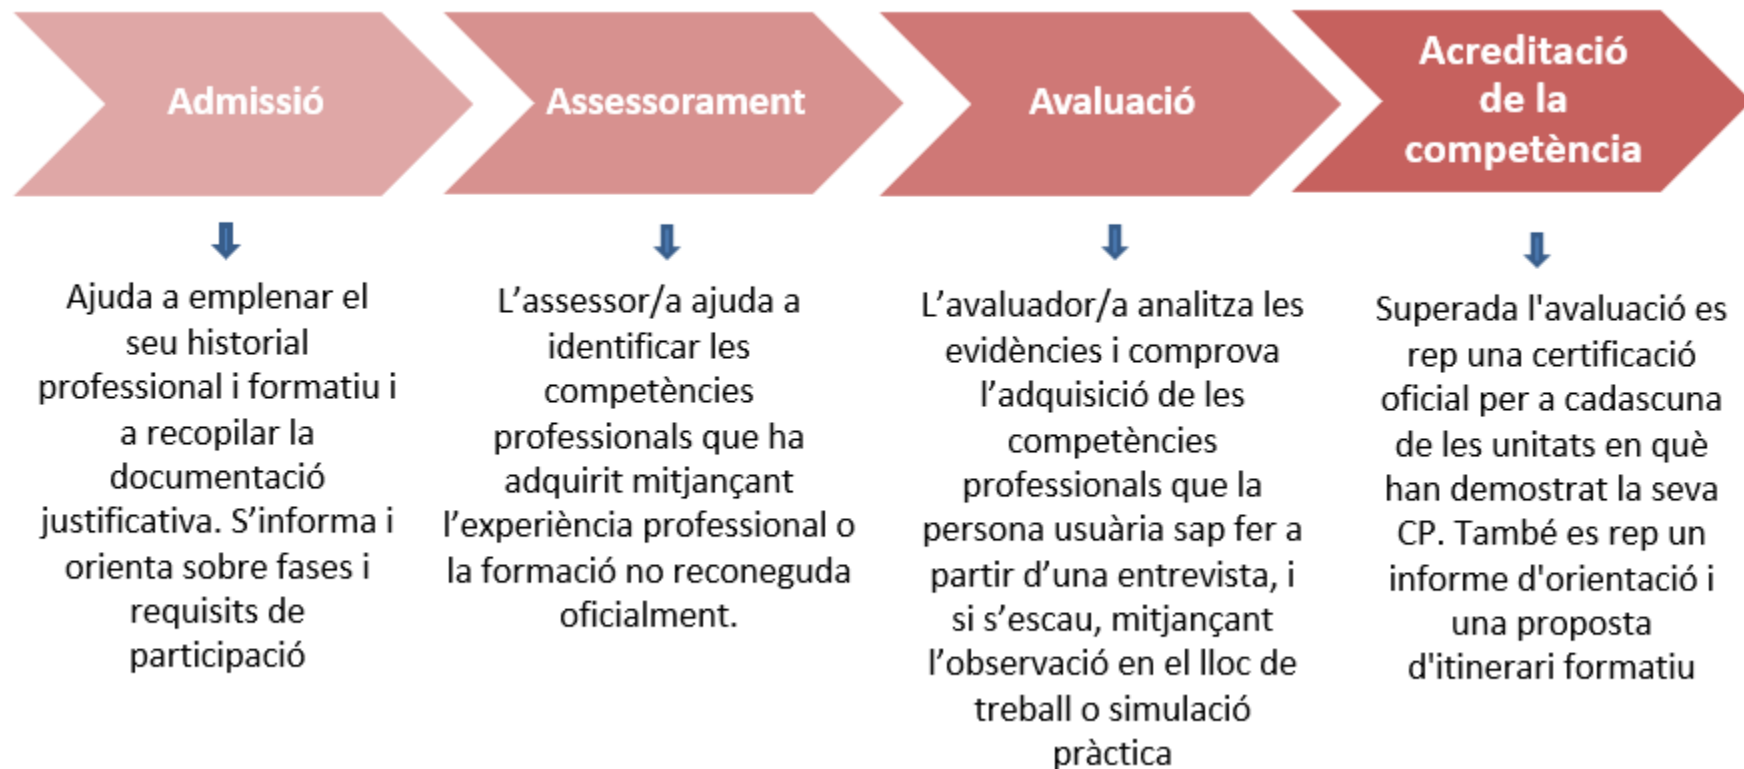 Admissió
Assessorament
Avaluació
Acreditació
de la
competència
Ajuda a emplenar el
seu historial
professional i formatiu i
a recopilar la
documentació
justificativa. S’informa i
orienta sobre fases i
requisits de
participació
L’assessor/a ajuda a
identificar les
competències
professionals que ha
adquirit mitjançant
l’experiència professional o
la formació no reconeguda
oficialment.
L’avaluador/a analitza les
evidències i comprova
l’adquisició de les
competències
professionals que la
persona usuària sap fer a
partir d’una entrevista, i
si s’escau, mitjançant
l’observació en el lloc de
treball o simulació
pràctica
Superada l'avaluació es
rep una certificació
oficial per a cadascuna
de les unitats en què
han demostrat la seva
CP. També es rep un
informe d'orientació i
una proposta
d'itinerari formatiu